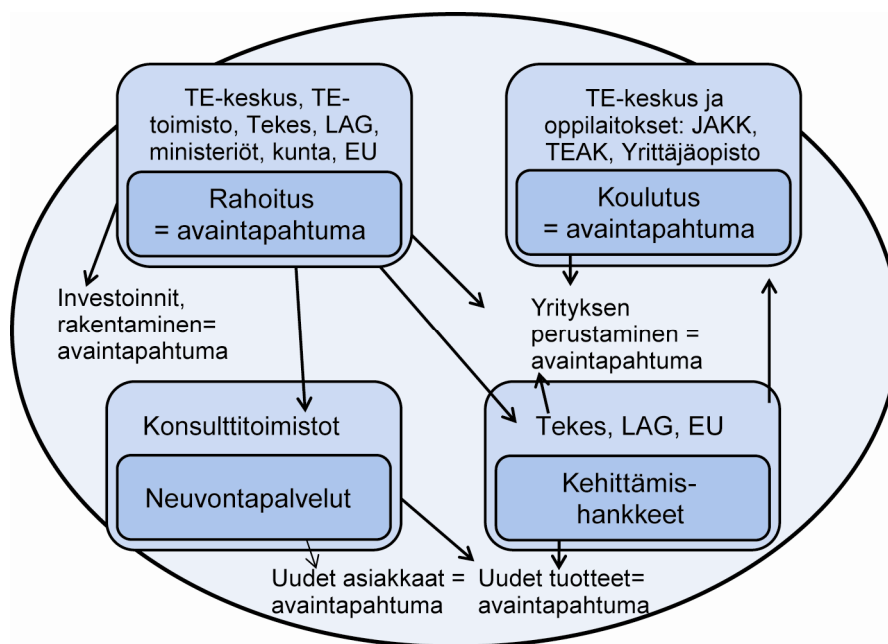 TE-keskus, TE-
toimisto, Tekes, LAG,
ministeriöt, kunta, EU
Rahoitus
= avaintapahtuma
TE-keskus ja
oppilaitokset: JAKK,
TEAK, Yrittäjäopisto
Koulutus
= avaintapahtuma
Investoinnit,
rakentaminen=
avaintapahtuma
Yrityksen
perustaminen =
avaintapahtuma
Konsulttitoimistot
Neuvontapalvelut
Tekes, LAG, EU
Kehittämis-
hankkeet
Uudet asiakkaat =
avaintapahtuma
Uudet tuotteet=
avaintapahtuma